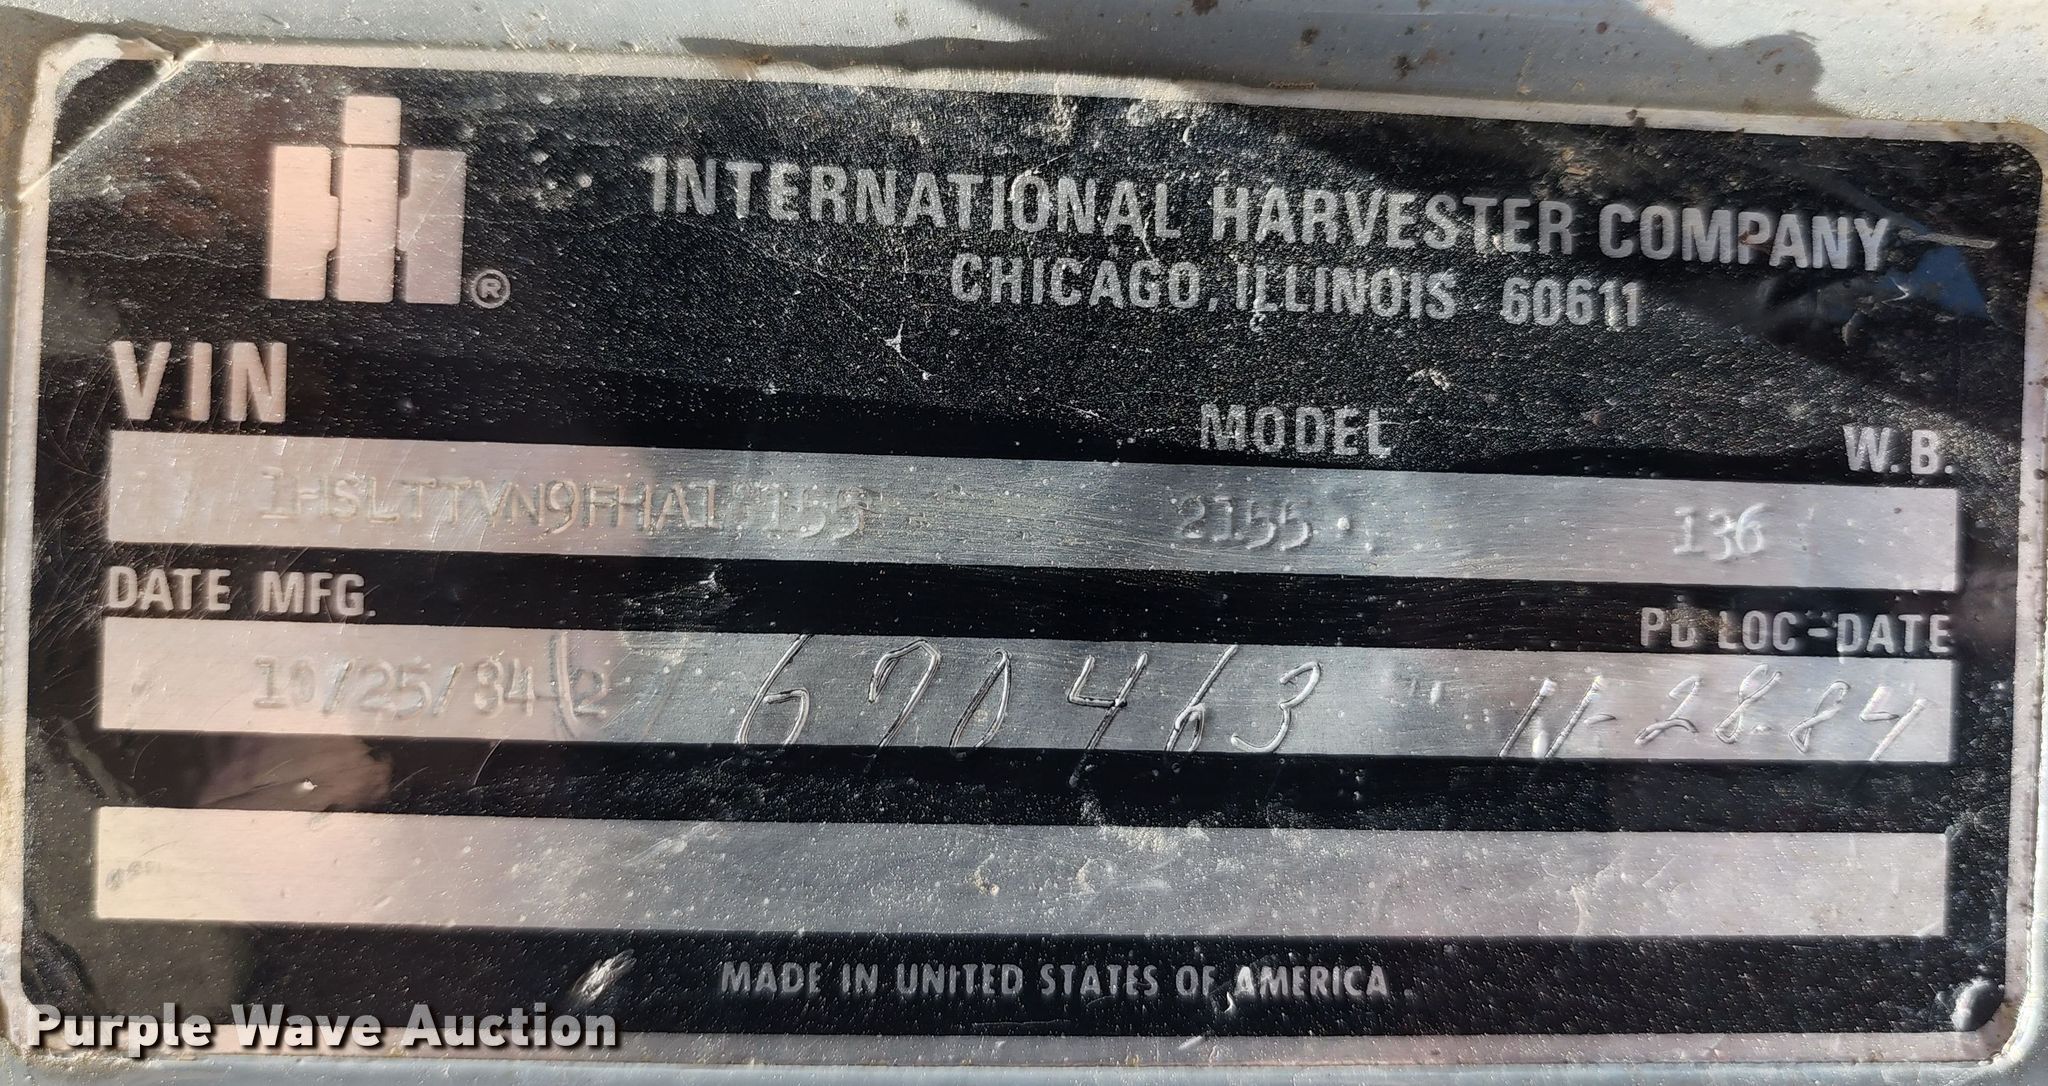 INTERNATIONAL HARVESTER COMPANY
CHICAGO, ILLINOIS 60611
VIN MODEL W.B.
2155 136
DATE MFG. PD LOC-DATE
10/25/84 670463 11-28-84
MADE IN UNITED STATES OF AMERICA.
Purple Wave Auction